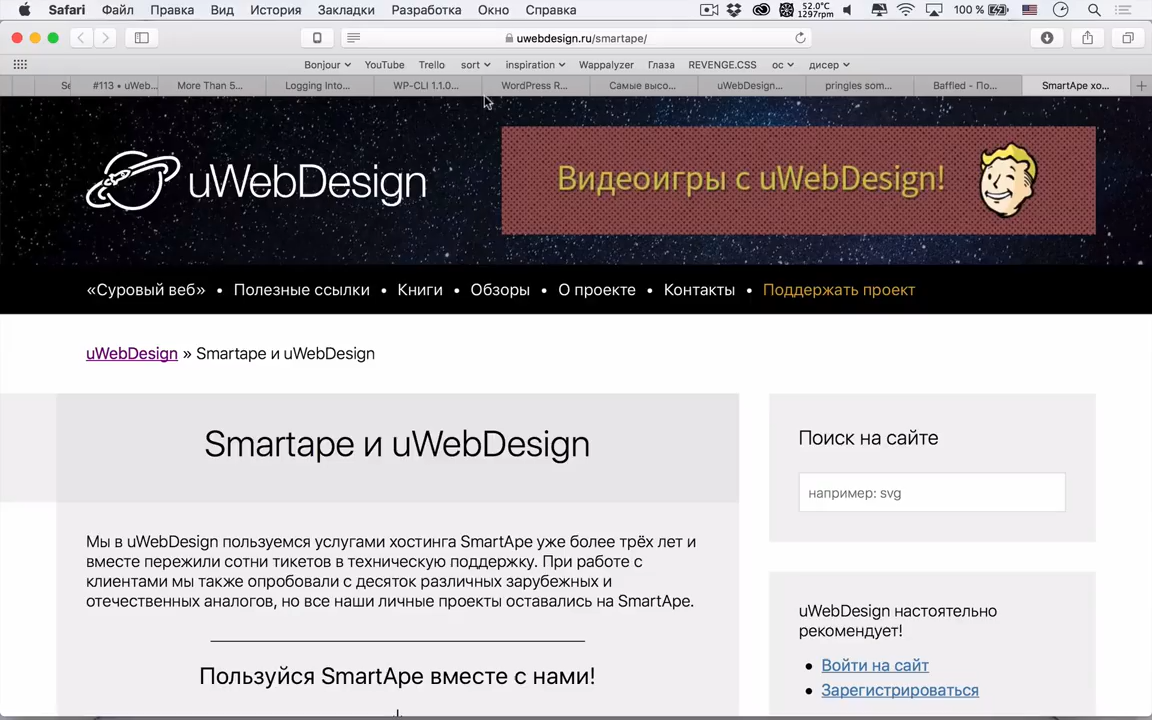 Safari Файл Правка Вид История Закладки Разработка Окно Справка 52.0°C 1297rpm 100 %
uwebdesign.ru/smartape/
Bonjour YouTube Trello sort inspiration Wappalyzer Глаза REVENGE.CSS ос дисер
Se #113 • uWeb... More Than 5... Logging Into... WP-CLI 1.1.0... WordPress R... Самые высо... uWebDesign... pringles som... Baffled - По... SmartApe хо...
uWebDesign
Видеоигры с uWebDesign!
«Суровый веб» • Полезные ссылки • Книги • Обзоры • О проекте • Контакты • Поддержать проект
uWebDesign » Smartape и uWebDesign
Smartape и uWebDesign
Мы в uWebDesign пользуемся услугами хостинга SmartApe уже более трёх лет и
вместе пережили сотни тикетов в техническую поддержку. При работе с
клиентами мы также опробовали с десяток различных зарубежных и
отечественных аналогов, но все наши личные проекты оставались на SmartApe.
Пользуйся SmartApe вместе с нами!
Поиск на сайте
например: svg
uWebDesign настоятельно
рекомендует!
• Войти на сайт
• Зарегистрироваться